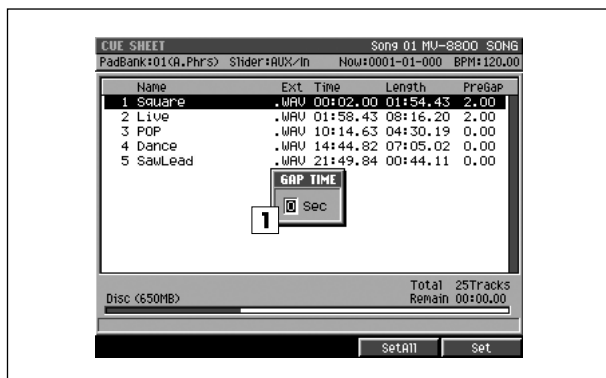 CUE SHEET Song 01 MV-8800 SONG
PadBank:01(A.Phrs) Slider:AUX/In Now:0001-01-000 BPM:120.00
Name Ext Time Length PreGap
1 Square .WAV 00:02.00 01:54.43 2.00
2 Live .WAV 01:58.43 08:16.20 2.00
3 POP .WAV 10:14.63 04:30.19 0.00
4 Dance .WAV 14:44.82 07:05.02 0.00
5 SawLead .WAV 21:49.84 00:44.11 0.00
GAP TIME
0 Sec
1
Total 25Tracks
Disc (650MB) Remain 00:00.00
SetAll Set